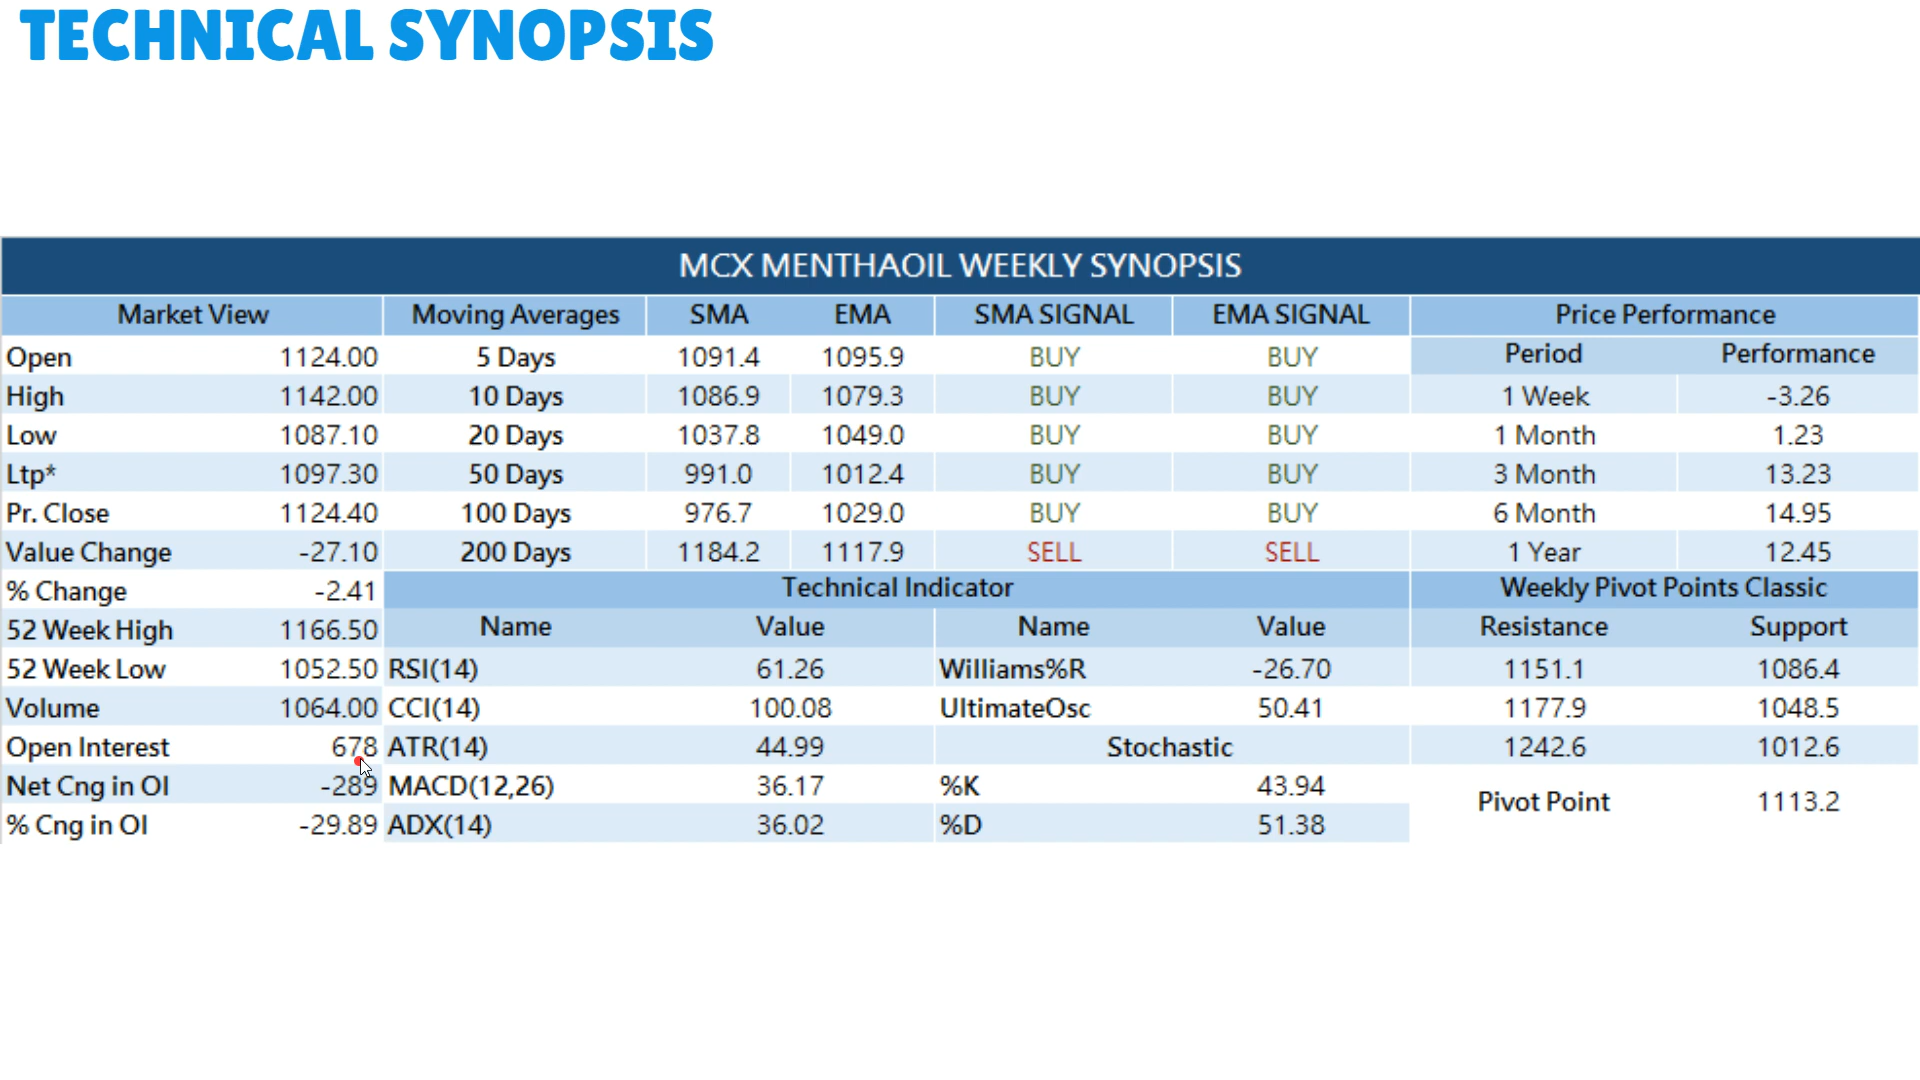 TECHNICAL SYNOPSIS
MCX MENTHAOIL WEEKLY SYNOPSIS
Market View Moving Averages SMA EMA SMA SIGNAL EMA SIGNAL Price Performance
Open 1124.00 5 Days 1091.4 1095.9 BUY BUY Period Performance
High 1142.00 10 Days 1086.9 1079.3 BUY BUY 1 Week -3.26
Low 1087.10 20 Days 1037.8 1049.0 BUY BUY 1 Month 1.23
Ltp* 1097.30 50 Days 991.0 1012.4 BUY BUY 3 Month 13.23
Pr. Close 1124.40 100 Days 976.7 1029.0 BUY BUY 6 Month 14.95
Value Change -27.10 200 Days 1184.2 1117.9 SELL SELL 1 Year 12.45
% Change -2.41 Technical Indicator Weekly Pivot Points Classic
52 Week High 1166.50 Name Value Name Value Resistance Support
52 Week Low 1052.50 RSI(14) 61.26 Williams%R -26.70 1151.1 1086.4
Volume 1064.00 CCI(14) 100.08 UltimateOsc 50.41 1177.9 1048.5
Open Interest 678 ATR(14) 44.99 Stochastic 1242.6 1012.6
Net Cng in OI -289 MACD(12,26) 36.17 %K 43.94 Pivot Point 1113.2
% Cng in OI -29.89 ADX(14) 36.02 %D 51.38